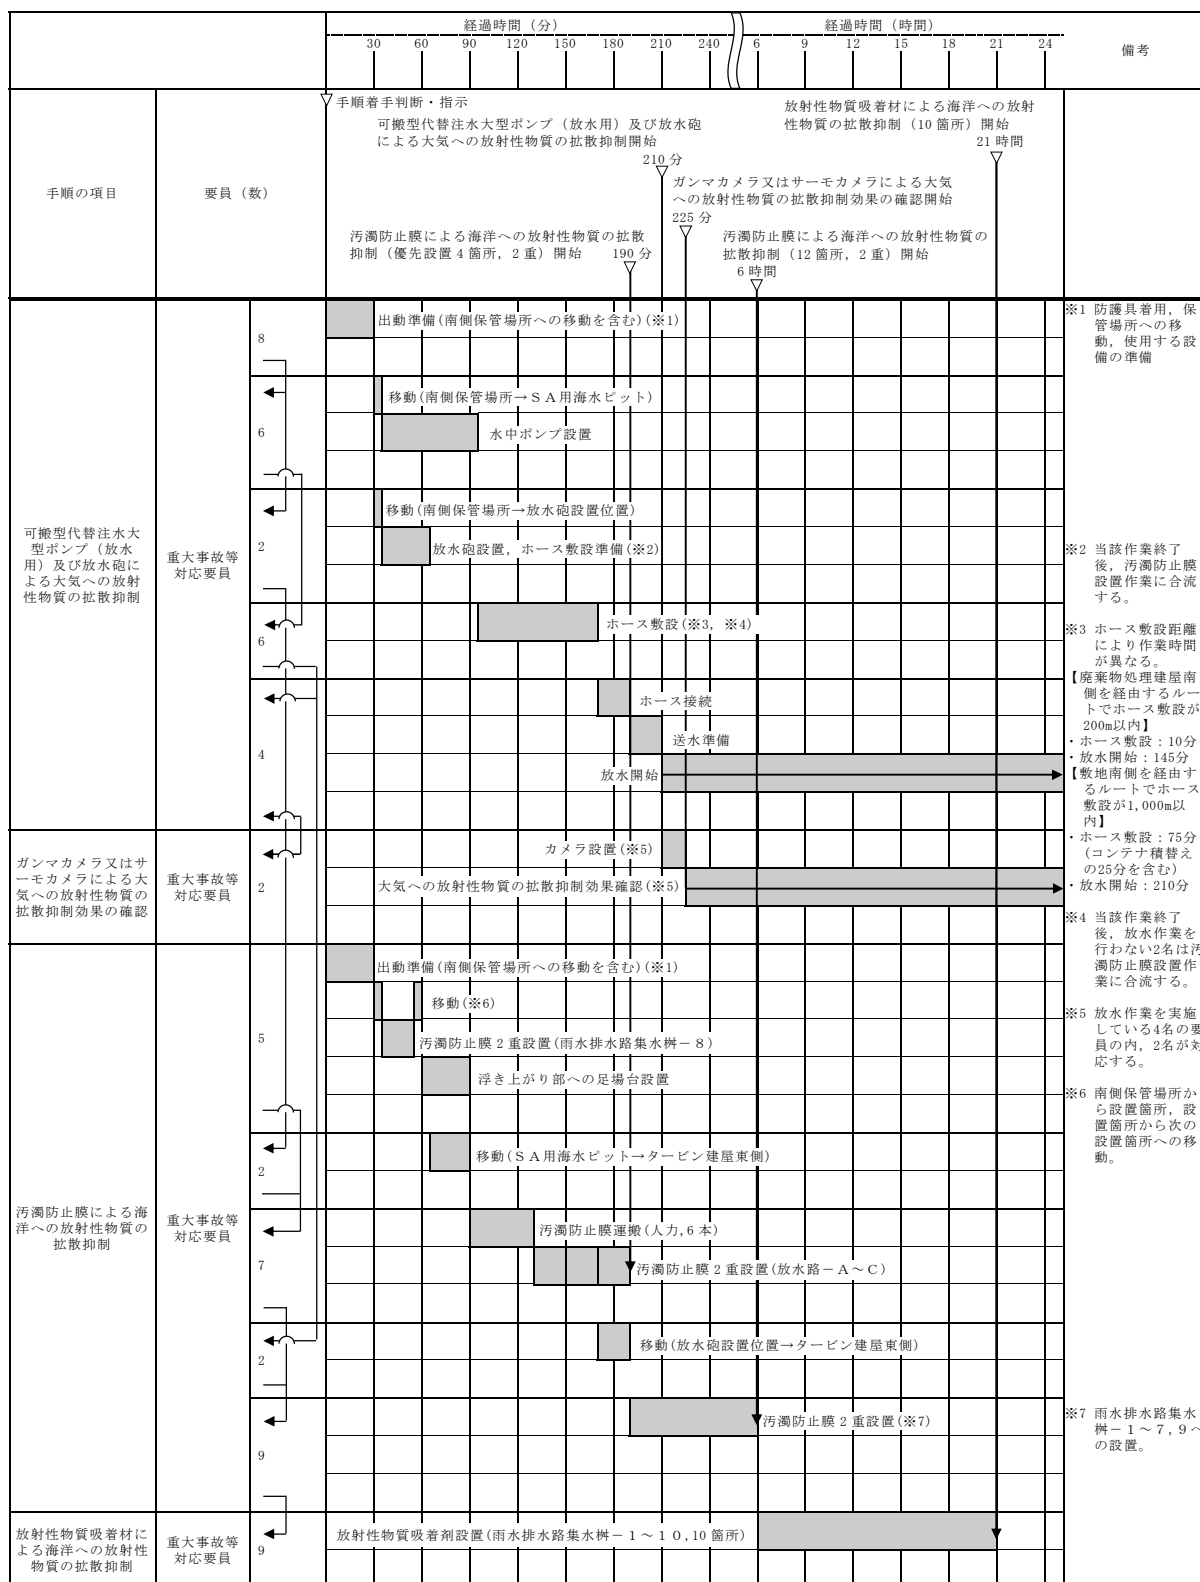 経過時間（分）
経過時間（時間）
備考
30
60
90
120
150
180
210
240
6
9
12
15
18
21
24
手順の項目
要員（数）
手順着手判断・指示
可搬型代替注水大型ポンプ（放水用）及び放水砲
による大気への放射性物質の拡散抑制開始
210 分
放射性物質吸着材による海洋への放射
性物質の拡散抑制（10 箇所）開始
21 時間
ガンマカメラ又はサーモカメラによる大気
への放射性物質の拡散抑制効果の確認開始
225 分
汚濁防止膜による海洋への放射性物質の拡散
抑制（優先設置 4 箇所，2 重）開始
190 分
汚濁防止膜による海洋への放射性物質の
拡散抑制（12 箇所，2 重）開始
6 時間
可搬型代替注水大
型ポンプ（放水
用）及び放水砲に
よる大気への放射
性物質の拡散抑制
重大事故等
対応要員
8
出動準備(南側保管場所への移動を含む)(※1)
6
移動(南側保管場所→ＳＡ用海水ピット)
水中ポンプ設置
2
移動(南側保管場所→放水砲設置位置)
放水砲設置，ホース敷設準備(※2)
6
ホース敷設(※3，※4)
4
ホース接続
送水準備
放水開始
ガンマカメラ又はサ
ーモカメラによる大
気への放射性物質の
拡散抑制効果の確認
重大事故等
対応要員
2
カメラ設置(※5)
大気への放射性物質の拡散抑制効果確認(※5)
汚濁防止膜による海
洋への放射性物質の
拡散抑制
重大事故等
対応要員
5
出動準備(南側保管場所への移動を含む)(※1)
移動(※6)
汚濁防止膜２重設置(雨水排水路集水桝－８)
浮き上がり部への足場台設置
2
移動(ＳＡ用海水ピット→タービン建屋東側)
7
汚濁防止膜運搬(人力,6 本)
汚濁防止膜２重設置(放水路－Ａ～Ｃ)
2
移動(放水砲設置位置→タービン建屋東側)
9
汚濁防止膜２重設置(※7)
放射性物質吸着材に
よる海洋への放射性
物質の拡散抑制
重大事故等
対応要員
9
放射性物質吸着剤設置(雨水排水路集水桝－１～１０,10 箇所)
※1 防護具着用，保
管場所への移
動，使用する設
備の準備
※2 当該作業終了
後，汚濁防止膜
設置作業に合流
する。
※3 ホース敷設距離
により作業時間
が異なる。
【廃棄物処理建屋南
側を経由するルー
トでホース敷設が
200m以内】
・ホース敷設：10分
・放水開始：145分
【敷地南側を経由す
るルートでホース
敷設が1,000m以
内】
・ホース敷設：75分
(コンテナ積替え
の25分を含む)
・放水開始：210分
※4 当該作業終了
後，放水作業を
行わない2名は汚
濁防止膜設置作
業に合流する。
※5 放水作業を実施
している4名の要
員の内，2名が対
応する。
※6 南側保管場所か
ら設置箇所，設
置箇所から次の
設置箇所への移
動。
※7 雨水排水路集水
桝－１～７,９～
の設置。